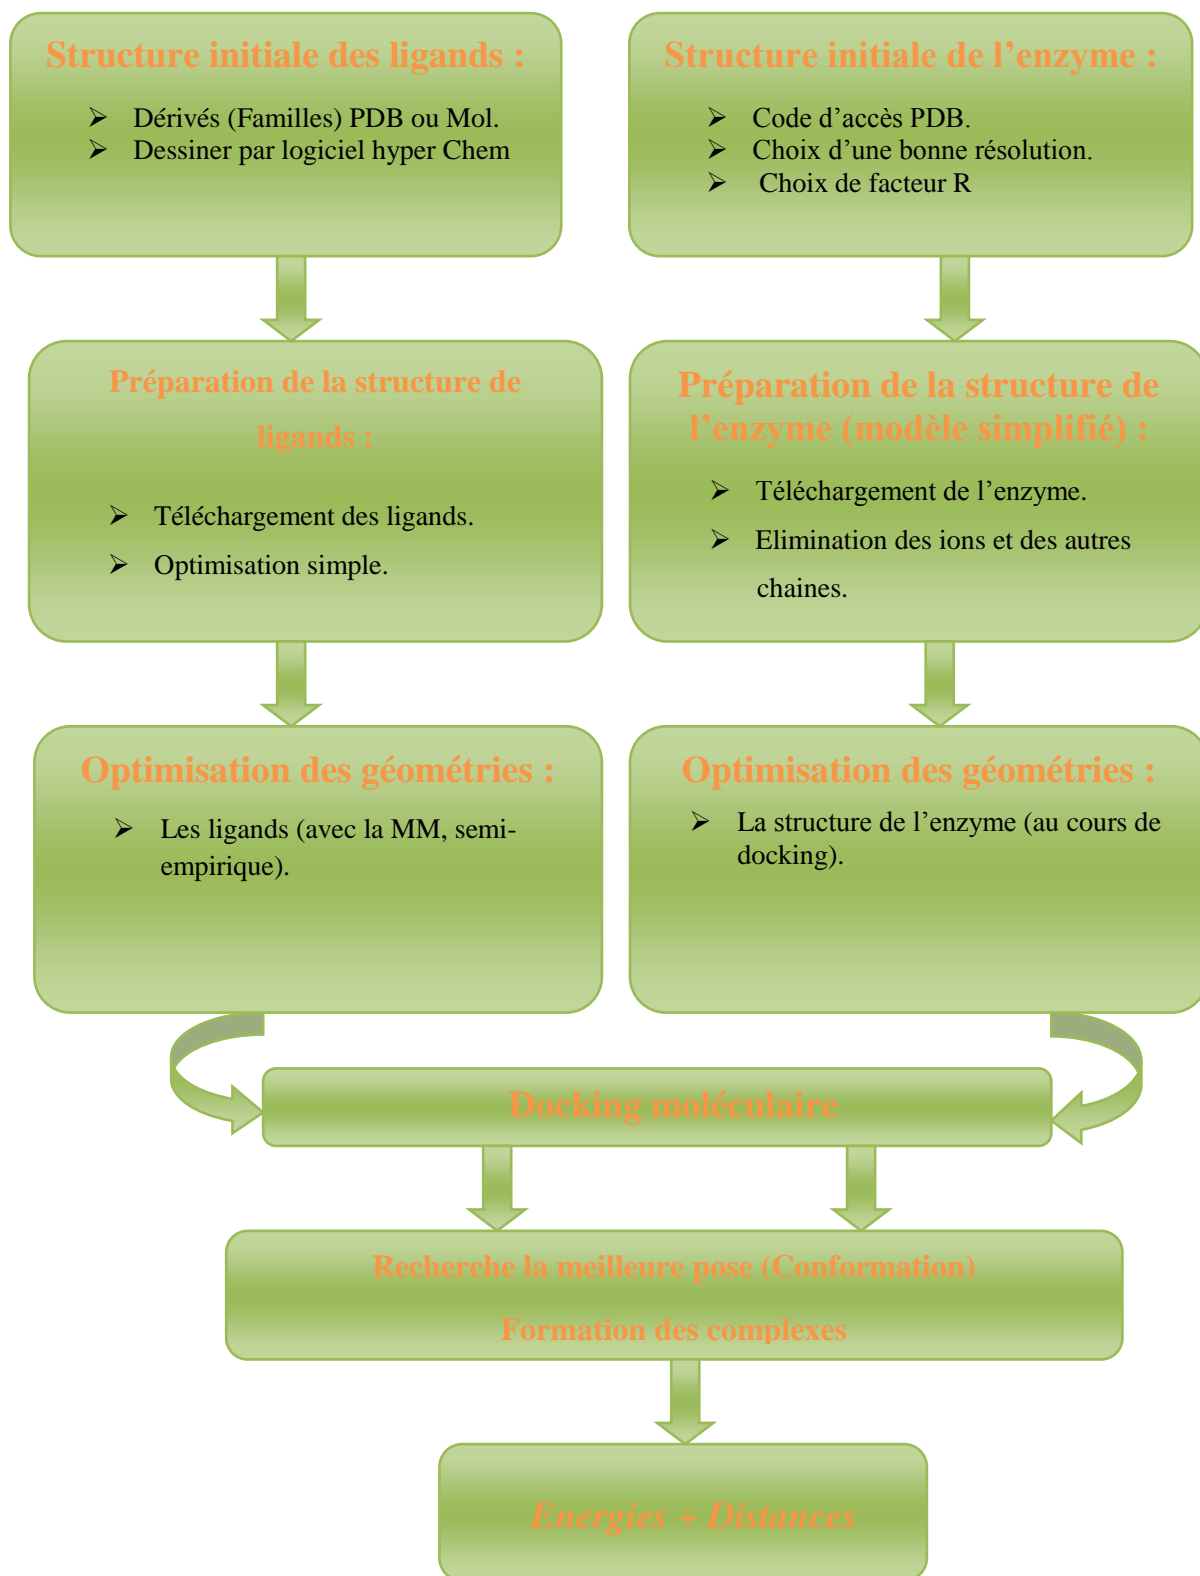 Structure initiale des ligands :
➢ Dérivés (Familles) PDB ou Mol.
➢ Dessiner par logiciel hyper Chem
Structure initiale de l’enzyme :
➢ Code d’accès PDB.
➢ Choix d’une bonne résolution.
➢ Choix de facteur R
Préparation de la structure de
ligands :
➢ Téléchargement des ligands.
➢ Optimisation simple.
Préparation de la structure de
l’enzyme (modèle simplifié) :
➢ Téléchargement de l’enzyme.
➢ Elimination des ions et des autres
chaines.
Optimisation des géométries :
➢ Les ligands (avec la MM, semi-
empirique).
Optimisation des géométries :
➢ La structure de l’enzyme (au cours de
docking).
Docking moléculaire
Recherche la meilleure pose (Conformation)
Formation des complexes
Energies + Distances